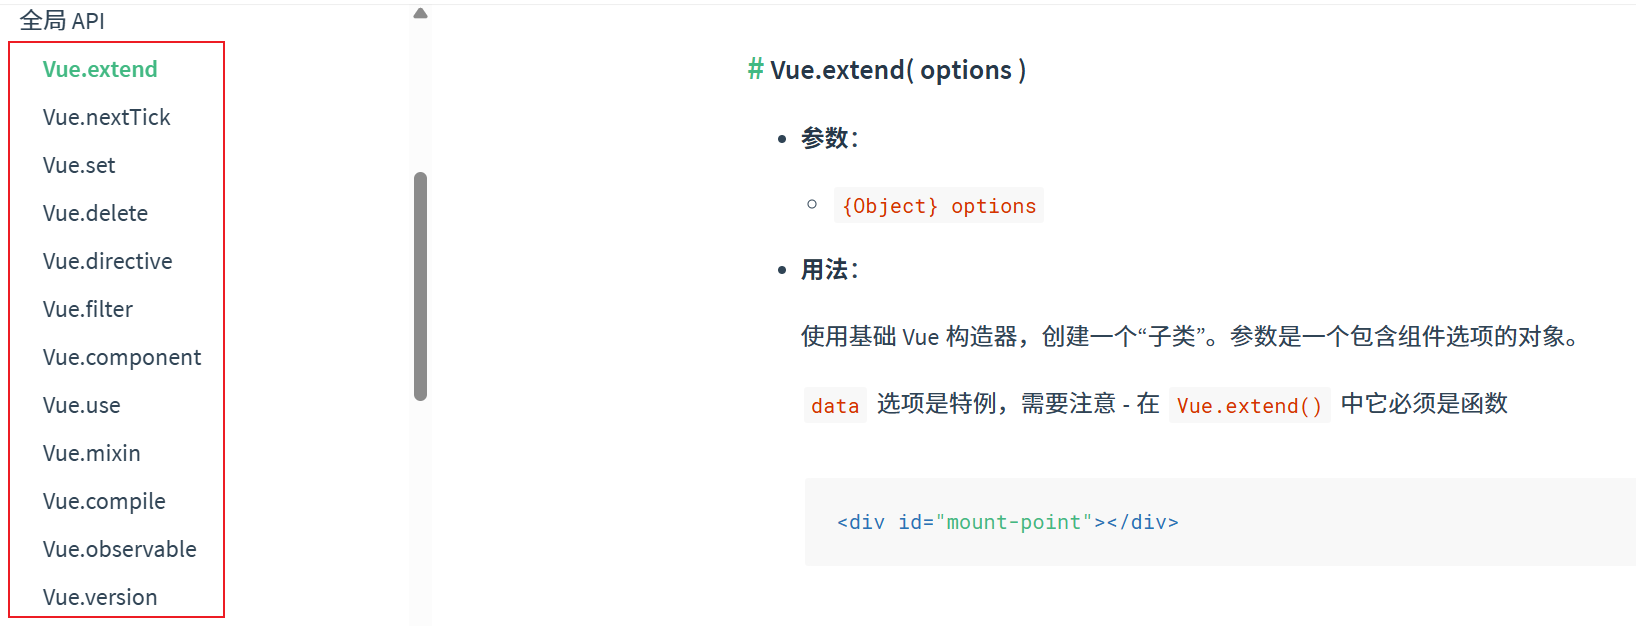 全局 API
Vue.extend
Vue.nextTick
Vue.set
Vue.delete
Vue.directive
Vue.filter
Vue.component
Vue.use
Vue.mixin
Vue.compile
Vue.observable
Vue.version
# Vue.extend( options )
参数：
{Object} options
用法：
使用基础 Vue 构造器，创建一个“子类”。参数是一个包含组件选项的对象。
data 选项是特例，需要注意 - 在 Vue.extend() 中它必须是函数
<div id="mount-point"></div>